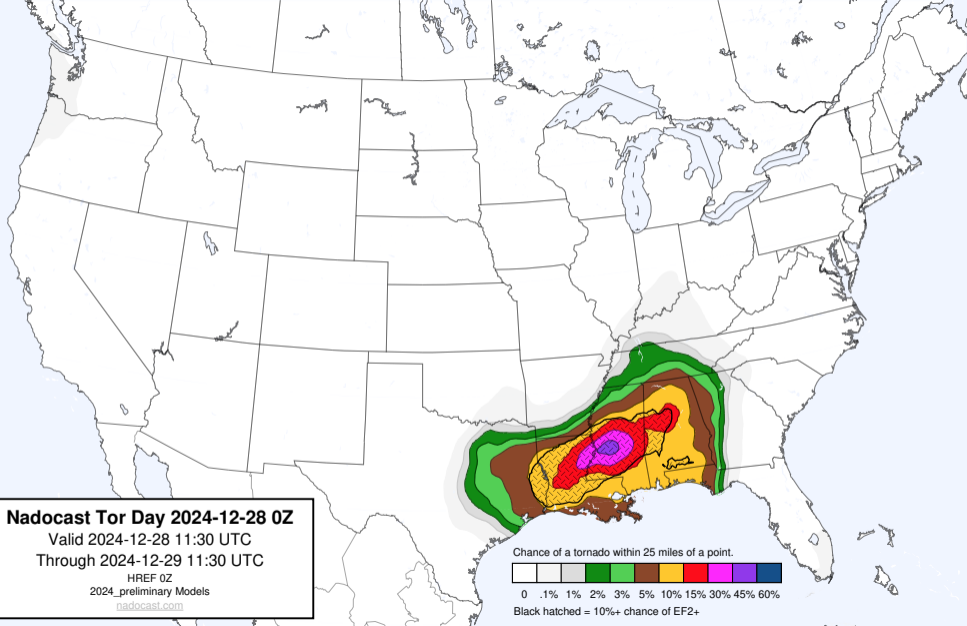 Nadocast Tor Day 2024-12-28 0Z
Valid 2024-12-28 11:30 UTC
Through 2024-12-29 11:30 UTC
HREF 0Z
2024_preliminary Models
nadocast.com
Chance of a tornado within 25 miles of a point.
0 .1% 1% 2% 3% 5% 10% 15% 30% 45% 60%
Black hatched = 10%+ chance of EF2+